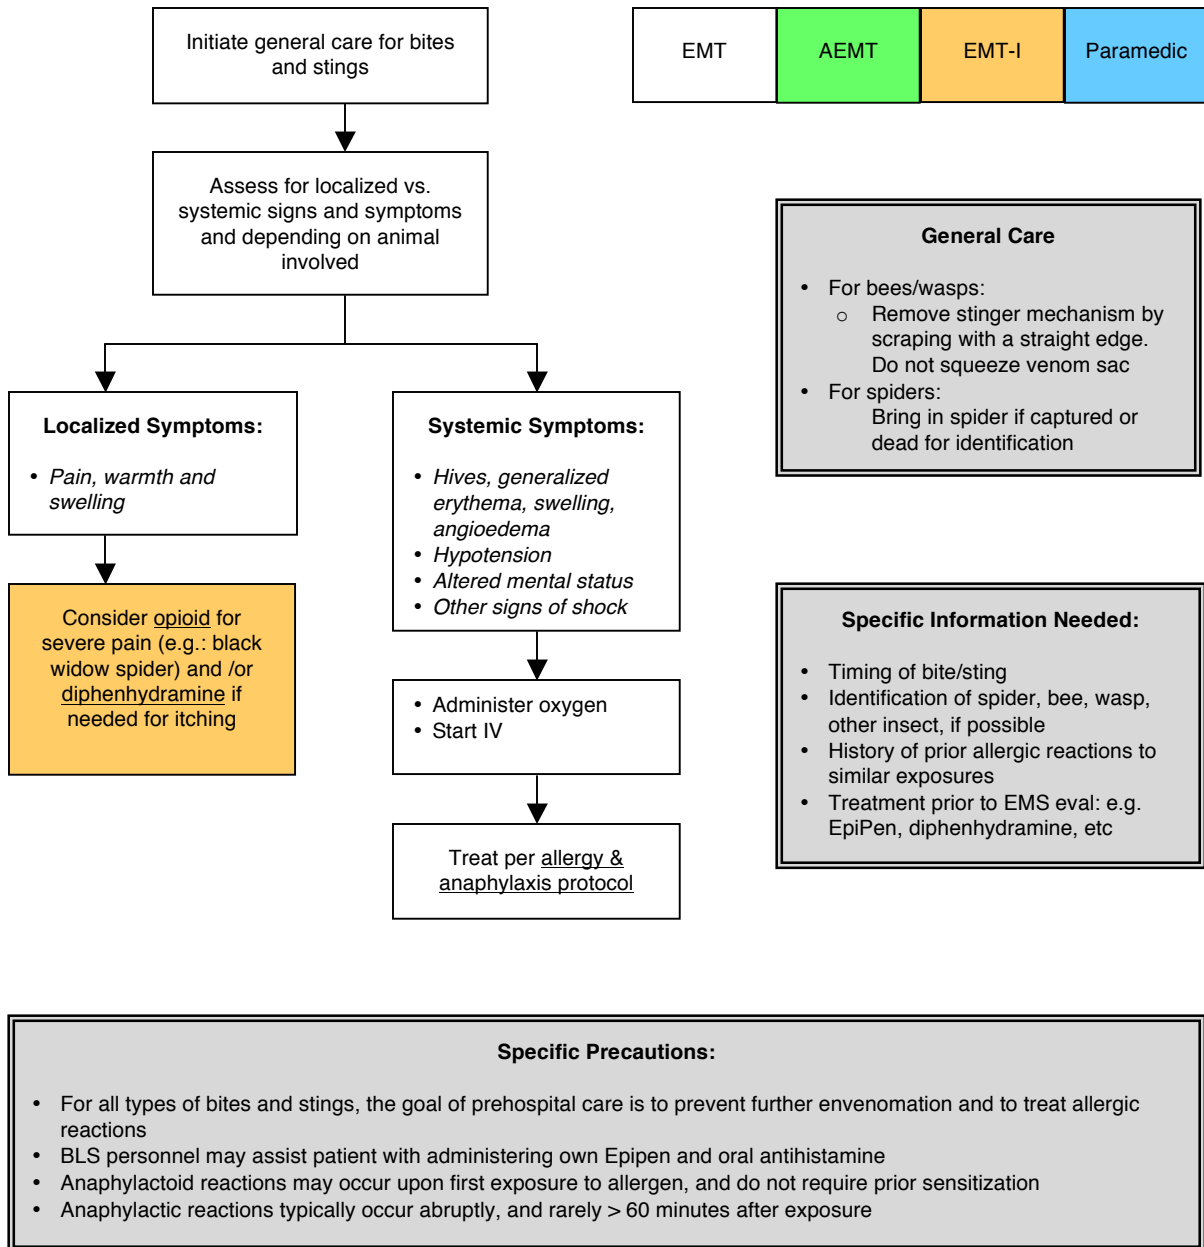 Initiate general care for bites
and stings
EMT
AEMT
EMT-I
Paramedic
Assess for localized vs.
systemic signs and symptoms
and depending on animal
involved
General Care
• For bees/wasps:
o Remove stinger mechanism by
scraping with a straight edge.
Do not squeeze venom sac
• For spiders:
Bring in spider if captured or
dead for identification
Localized Symptoms:
• Pain, warmth and
swelling
Systemic Symptoms:
• Hives, generalized
erythema, swelling,
angioedema
• Hypotension
• Altered mental status
• Other signs of shock
Consider opioid for
severe pain (e.g.: black
widow spider) and /or
diphenhydramine if
needed for itching
• Administer oxygen
• Start IV
Treat per allergy &
anaphylaxis protocol
Specific Information Needed:
• Timing of bite/sting
• Identification of spider, bee, wasp,
other insect, if possible
• History of prior allergic reactions to
similar exposures
• Treatment prior to EMS eval: e.g.
EpiPen, diphenhydramine, etc
Specific Precautions:
• For all types of bites and stings, the goal of prehospital care is to prevent further envenomation and to treat allergic
reactions
• BLS personnel may assist patient with administering own Epipen and oral antihistamine
• Anaphylactoid reactions may occur upon first exposure to allergen, and do not require prior sensitization
• Anaphylactic reactions typically occur abruptly, and rarely > 60 minutes after exposure